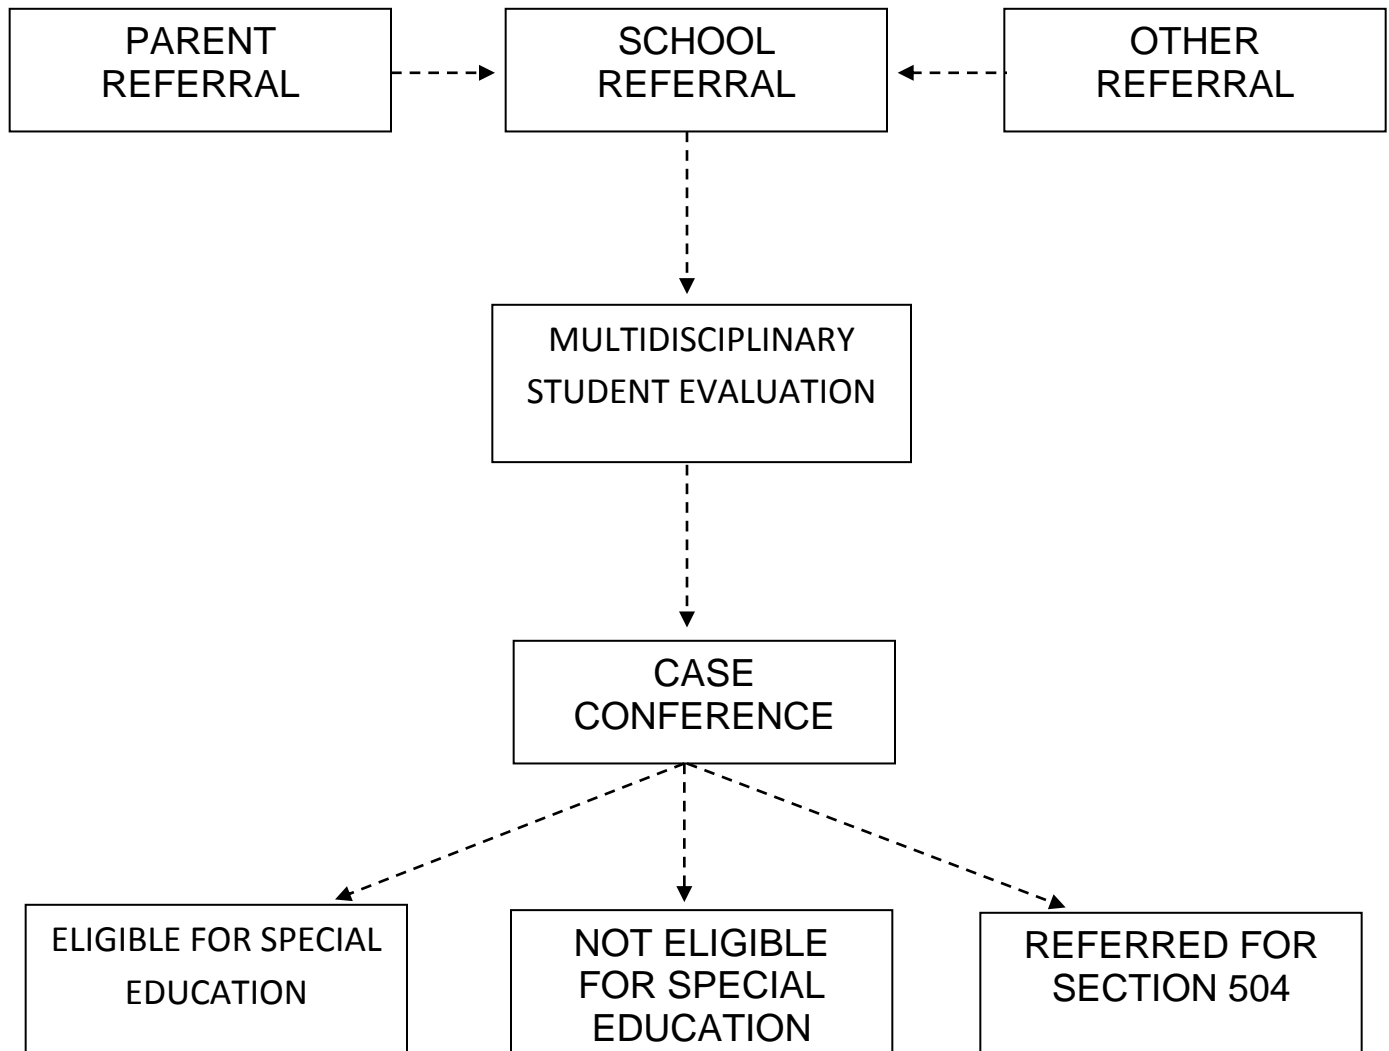 PARENT
REFERRAL
SCHOOL
REFERRAL
OTHER
REFERRAL
MULTIDISCIPLINARY
STUDENT EVALUATION
CASE
CONFERENCE
ELIGIBLE FOR SPECIAL
EDUCATION
NOT ELIGIBLE
FOR SPECIAL
EDUCATION
REFERRED FOR
SECTION 504